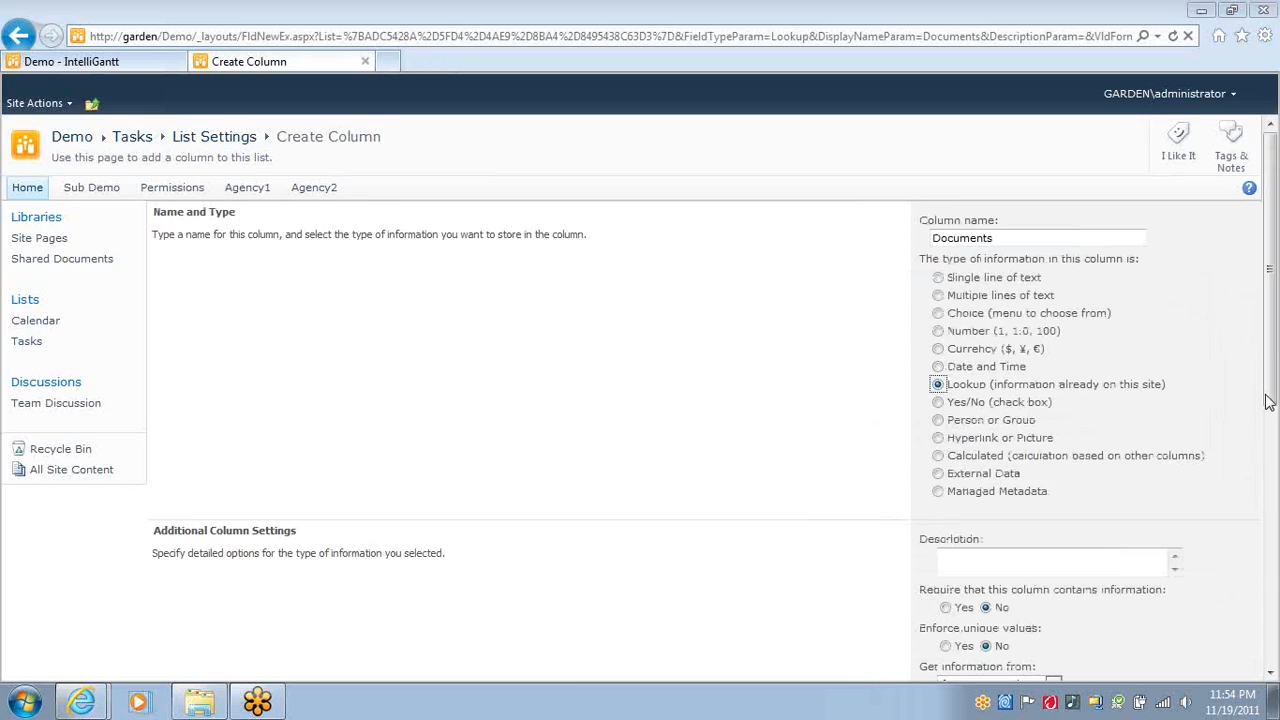 http://garden/Demo/_layouts/FldNewEx.aspx?List=%7BADC5428A%2D5FD4%2D4AE9%2D8BA4%2D8495438C63D3%7D&FieldTypeParam=Lookup&DisplayNameParam=Documents&DescriptionParam=&VldForn
Demo - IntelliGantt
Create Column
Site Actions
GARDEN\administrator
Demo Tasks List Settings Create Column
Use this page to add a column to this list.
I Like It
Tags & Notes
Home Sub Demo Permissions Agency1 Agency2
Libraries
Site Pages
Shared Documents
Lists
Calendar
Tasks
Discussions
Team Discussion
Recycle Bin
All Site Content
Name and Type
Type a name for this column, and select the type of information you want to store in the column.
Column name:
Documents
The type of information in this column is:
Single line of text
Multiple lines of text
Choice (menu to choose from)
Number (1, 1.0, 100)
Currency ($, ¥, €)
Date and Time
Lookup (information already on this site)
Yes/No (check box)
Person or Group
Hyperlink or Picture
Calculated (calculation based on other columns)
External Data
Managed Metadata
Additional Column Settings
Specify detailed options for the type of information you selected.
Description:
Require that this column contains information:
Yes No
Enforce unique values:
Yes No
Get information from:
11:54 PM
11/19/2011